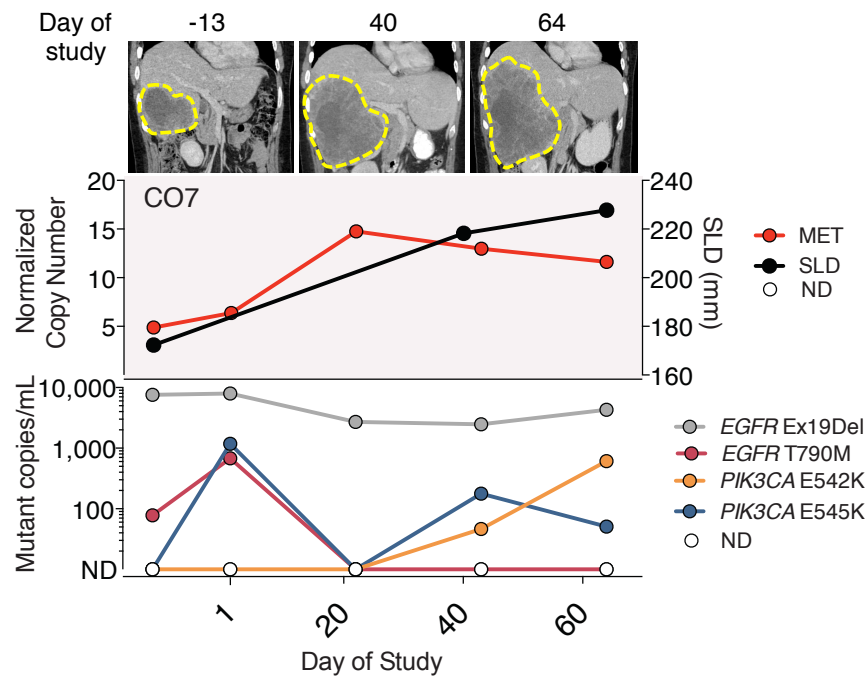 Day of study -13 40 64
CO7
Normalized Copy Number
20
15
10
5
SLD (mm)
240
220
200
180
160
MET
SLD
ND
Mutant copies/mL
10,000
1,000
100
ND
EGFR Ex19Del
EGFR T790M
PIK3CA E542K
PIK3CA E545K
ND
1 20 40 60
Day of Study